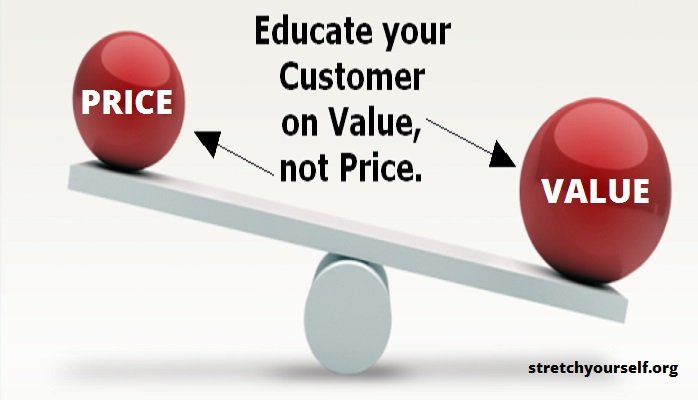 Educate your
Customer
on Value,
not Price.
PRICE
VALUE
stretchyourself.org